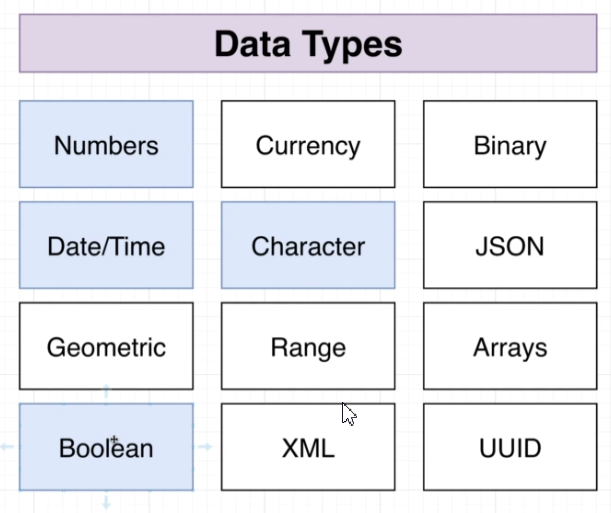 Data Types
Numbers
Currency
Binary
Date/Time
Character
JSON
Geometric
Range
Arrays
Boolean
XML
UUID